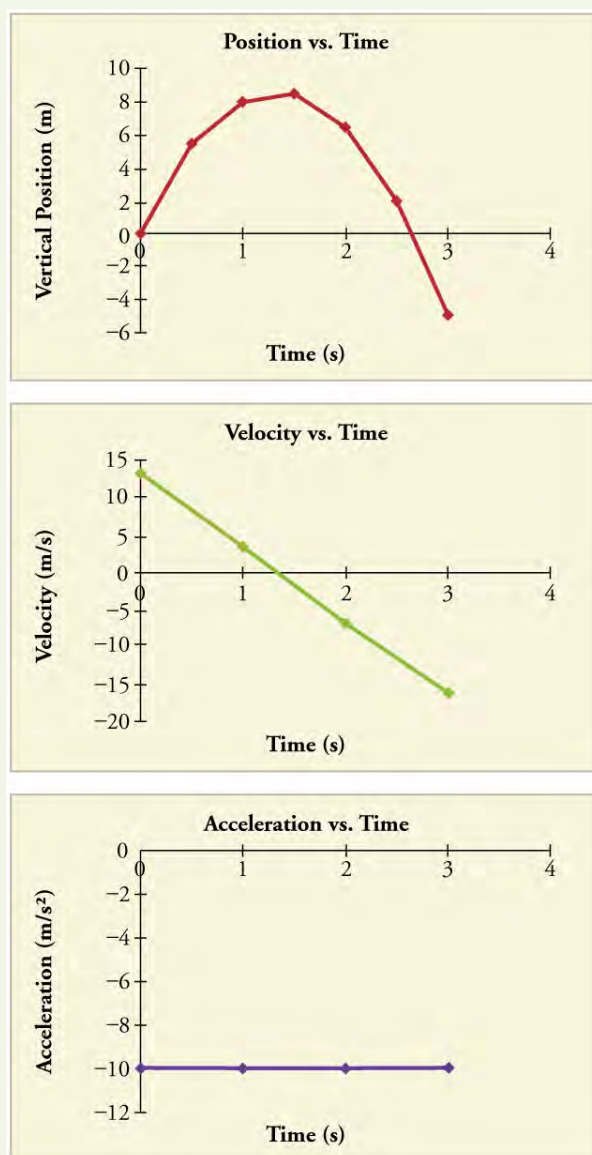 Position vs. Time
10
8
6
4
2
0
−2
−4
−6
0 1 2 3 4
Vertical Position (m)
Time (s)
Velocity vs. Time
15
10
5
0
−5
−10
−15
−20
0 1 2 3 4
Velocity (m/s)
Time (s)
Acceleration vs. Time
0
−2
−4
−6
−8
−10
−12
0 1 2 3 4
Acceleration (m/s²)
Time (s)